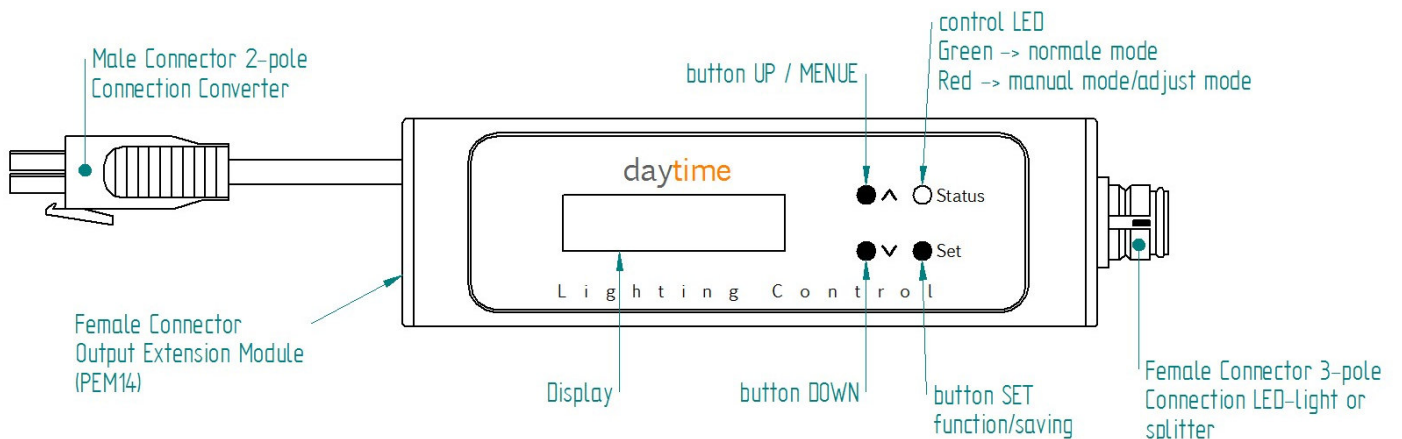 control LED
Green -> normale mode
Red -> manual mode/adjust mode
Male Connector 2-pole
Connection Converter
button UP / MENUE
daytime
Status
Set
Lighting Control
Female Connector
Output Extension Module
(PEM14)
Display
button DOWN
button SET
function/saving
Female Connector 3-pole
Connection LED-light or
splitter